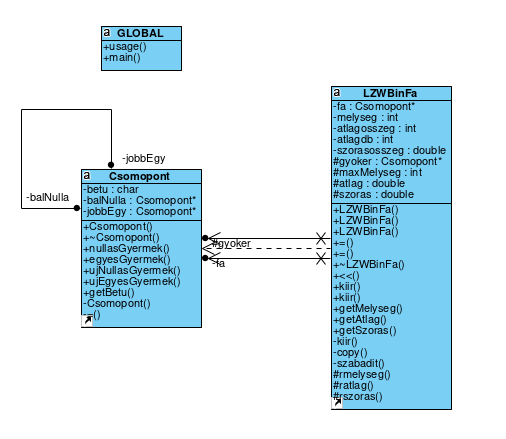 a GLOBAL
+usage()
+main()
-jobbEgy
-balNulla
a Csomopont
-betu : char
-balNulla : Csomopont*
-jobbEgy : Csomopont*
+Csomopont()
+~Csomopont()
+nullasGyermek()
+egyesGyermek()
+ujNullasGyermek()
+ujEgyesGyermek()
+getBetu()
-Csomopont()
-=()
#gyoker
-fa
a LZWBinFa
-fa : Csomopont*
-melyseg : int
-atlagosszeg : int
-atlagdb : int
-szorasosszeg : double
#gyoker : Csomopont*
#maxMelyseg : int
#atlag : double
#szoras : double
+LZWBinFa()
+LZWBinFa()
+LZWBinFa()
+=()
+=()
+~LZWBinFa()
+<<()
+kiir()
+kiir()
+getMelyseg()
+getAtlag()
+getSzoras()
-kiir()
-copy()
-szabadit()
#rmelyseg()
#ratlag()
#rszoras()